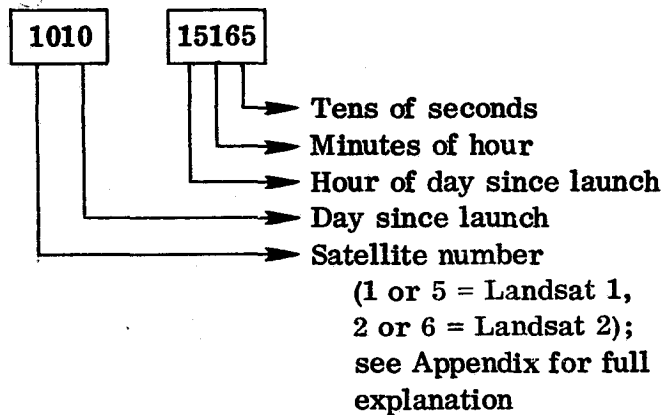 1010 15165
Tens of seconds
Minutes of hour
Hour of day since launch
Day since launch
Satellite number
(1 or 5 = Landsat 1,
2 or 6 = Landsat 2);
see Appendix for full
explanation